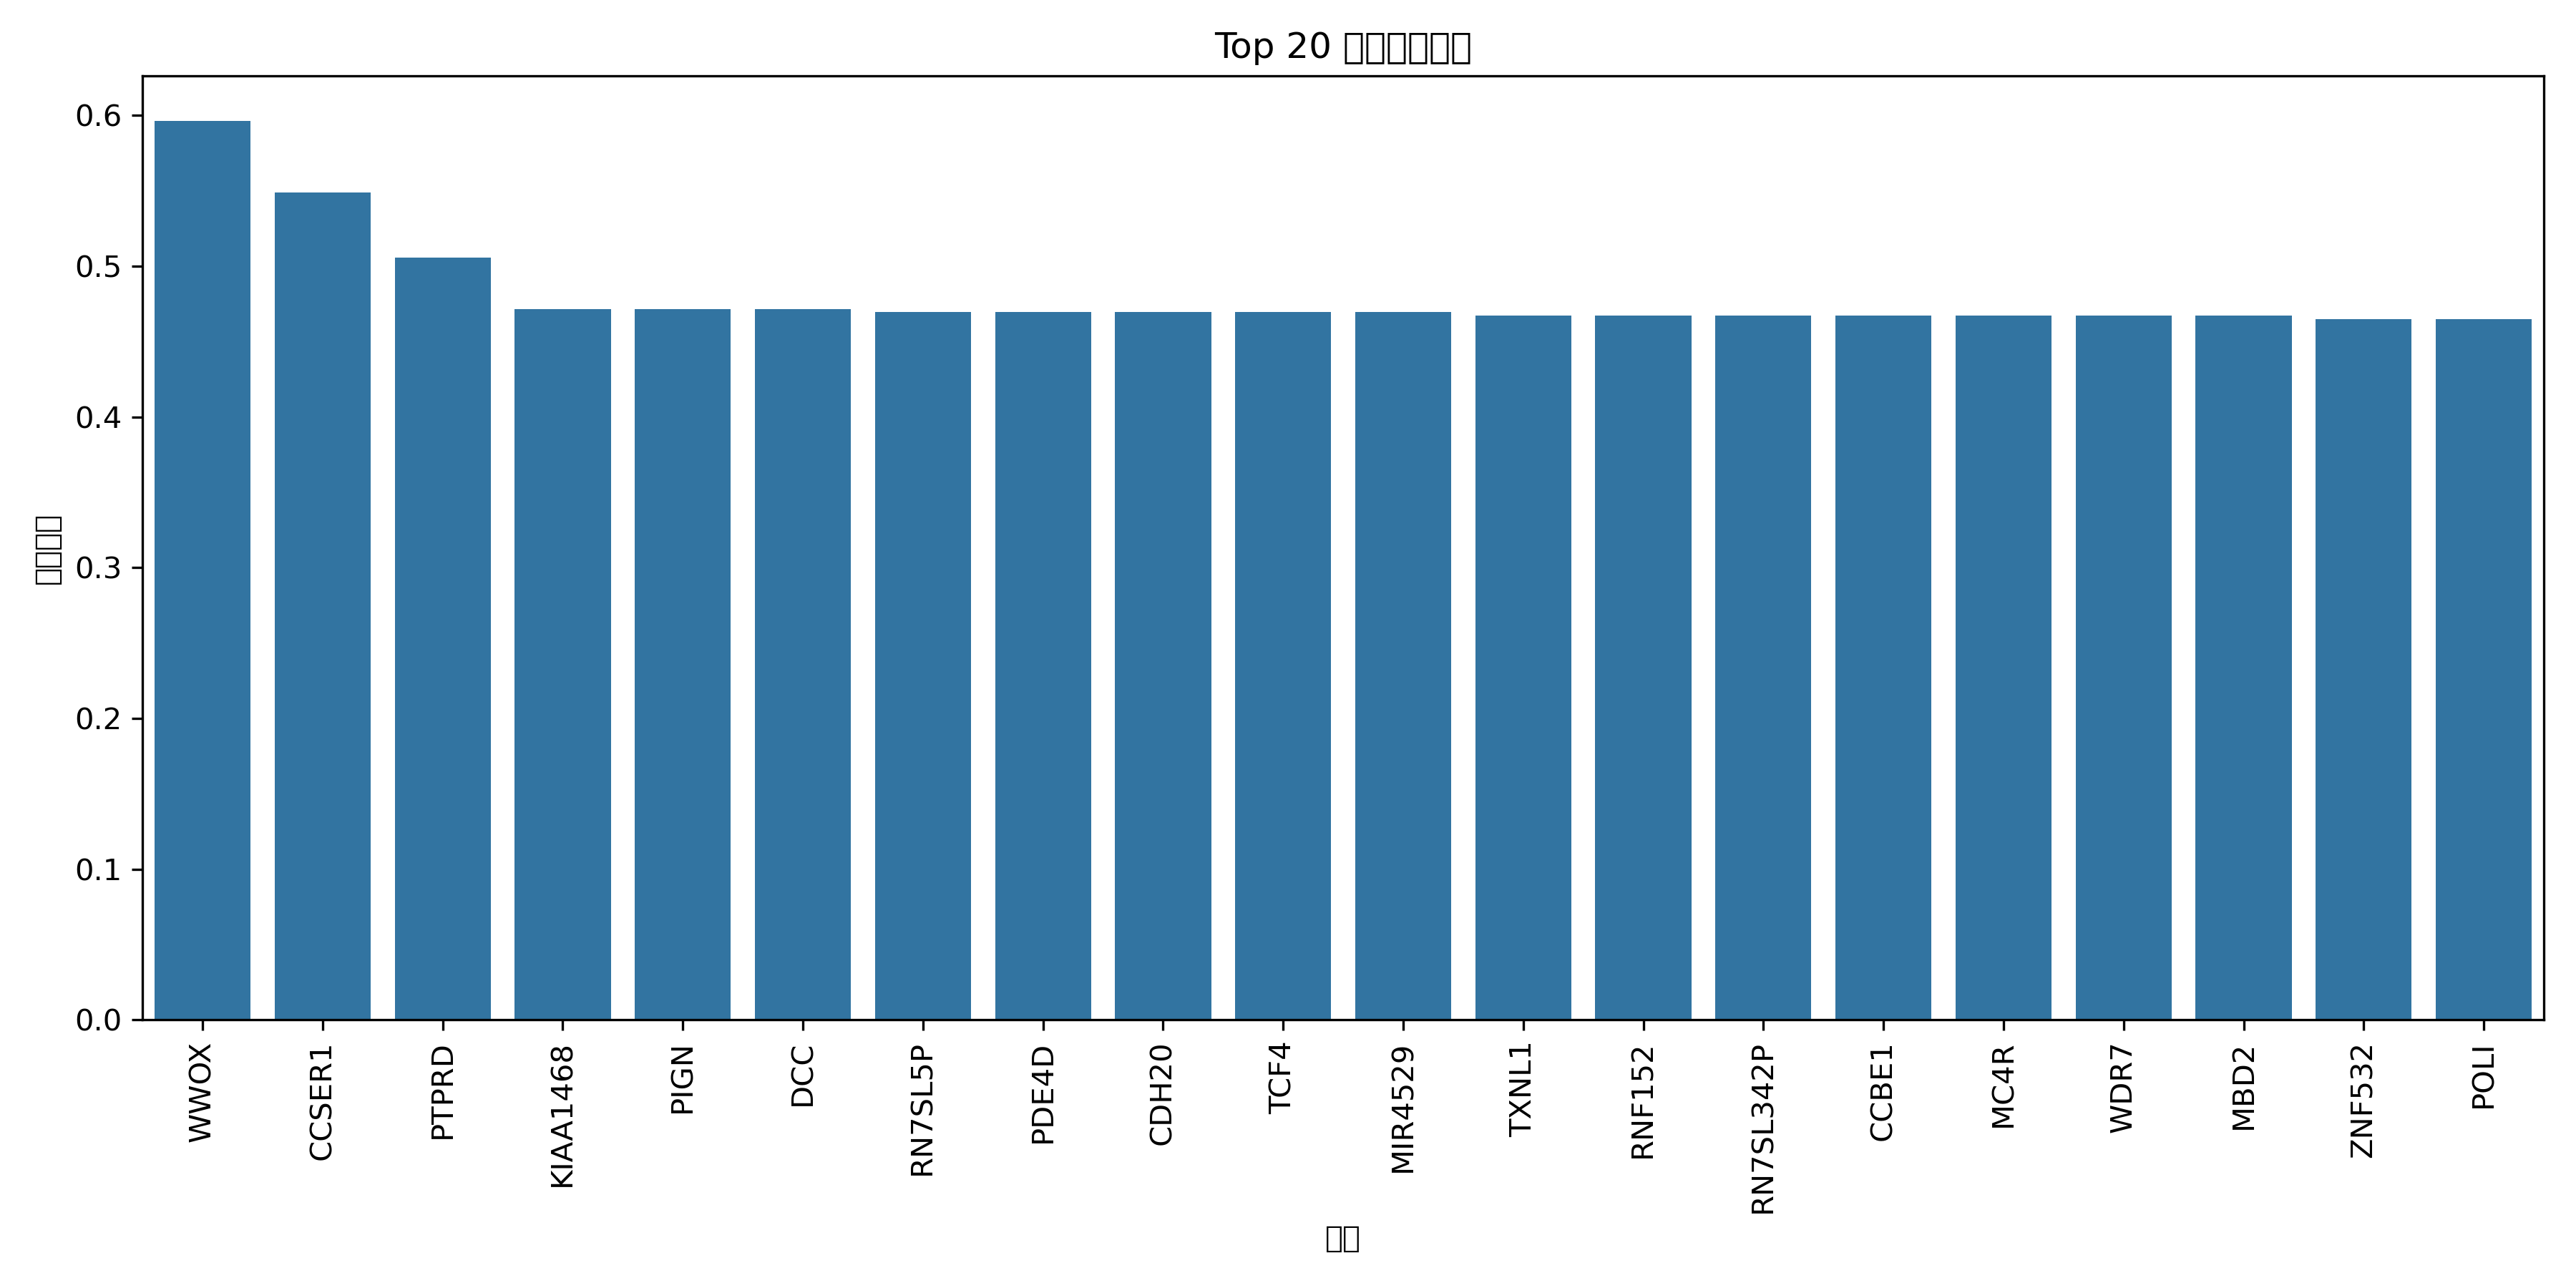 Top 20
0.6
0.5
0.4
0.3
0.2
0.1
0.0
WWOX
CCSER1
PTPRD
KIAA1468
PIGN
DCC
RN7SL5P
PDE4D
CDH20
TCF4
MIR4529
TXNL1
RNF152
RN7SL342P
CCBE1
MC4R
WDR7
MBD2
ZNF532
POLI